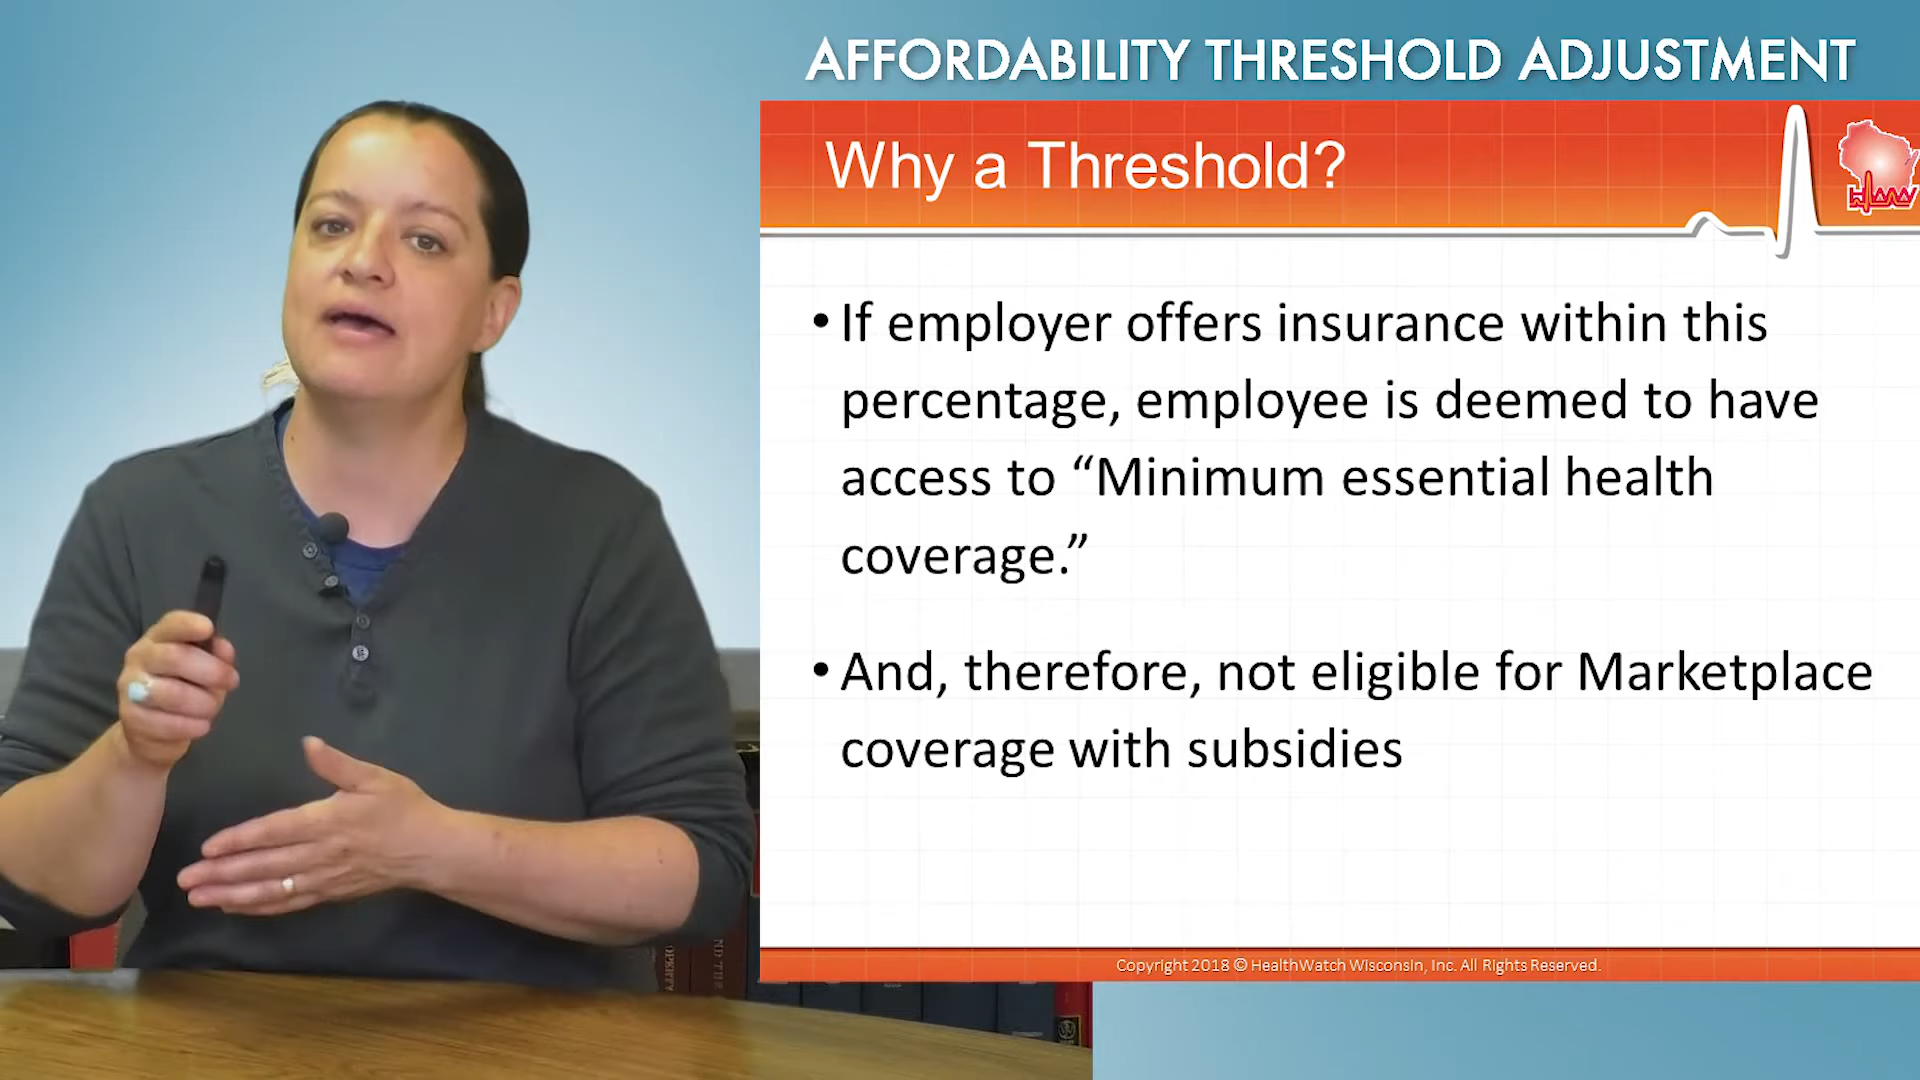 AFFORDABILITY THRESHOLD ADJUSTMENT
Why a Threshold?
HWW
• If employer offers insurance within this
percentage, employee is deemed to have
access to “Minimum essential health
coverage.”
• And, therefore, not eligible for Marketplace
coverage with subsidies
Copyright 2018 © HealthWatch Wisconsin, Inc. All Rights Reserved.